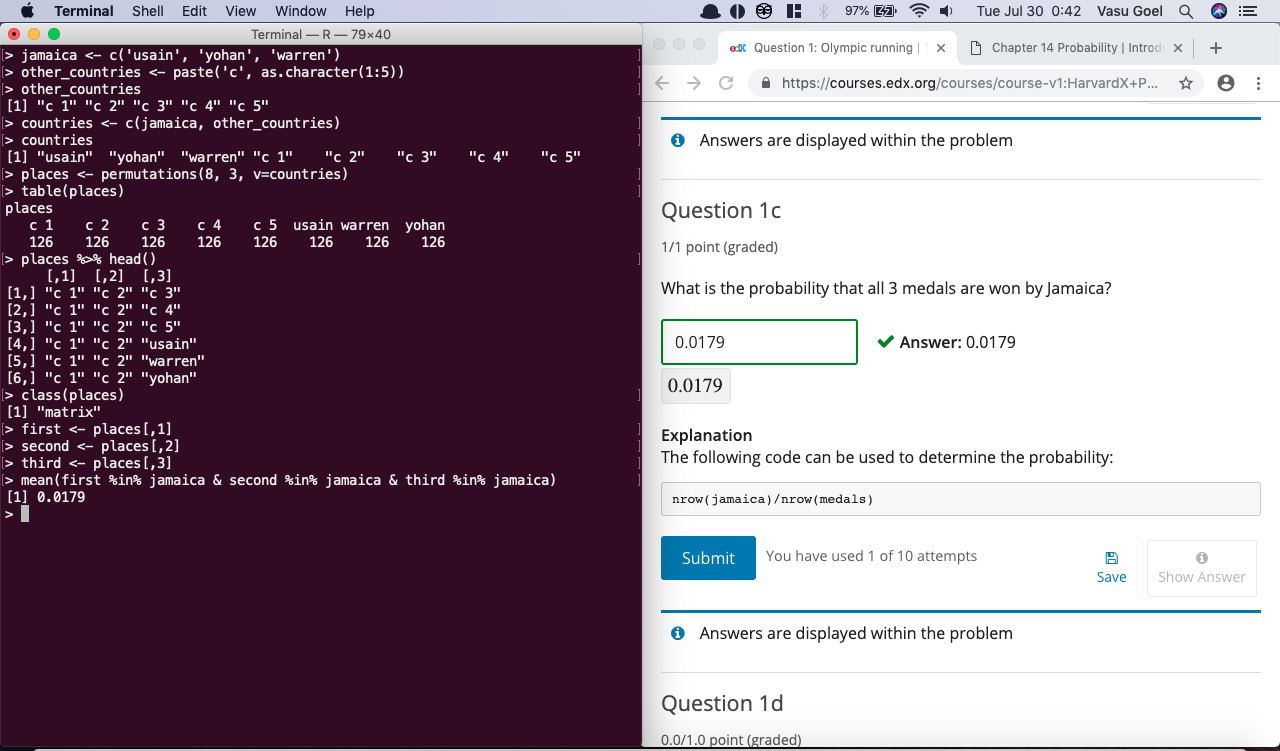 Terminal Shell Edit View Window Help 97% Tue Jul 30 0:42 Vasu Goel
Terminal — R — 79×40
[> jamaica <- c('usain', 'yohan', 'warren') ]
[> other_countries <- paste('c', as.character(1:5)) ]
[> other_countries ]
[1] "c 1" "c 2" "c 3" "c 4" "c 5"
[> countries <- c(jamaica, other_countries) ]
[> countries ]
[1] "usain"  "yohan"  "warren" "c 1"    "c 2"    "c 3"    "c 4"    "c 5"
[> places <- permutations(8, 3, v=countries) ]
[> table(places) ]
places
   c 1    c 2    c 3    c 4    c 5  usain warren  yohan
   126    126    126    126    126    126    126    126
[> places %>% head() ]
     [,1]  [,2]  [,3]
[1,] "c 1" "c 2" "c 3"
[2,] "c 1" "c 2" "c 4"
[3,] "c 1" "c 2" "c 5"
[4,] "c 1" "c 2" "usain"
[5,] "c 1" "c 2" "warren"
[6,] "c 1" "c 2" "yohan"
[> class(places) ]
[1] "matrix"
[> first <- places[,1] ]
[> second <- places[,2] ]
[> third <- places[,3] ]
[> mean(first %in% jamaica & second %in% jamaica & third %in% jamaica) ]
[1] 0.0179
>
edX Question 1: Olympic running | Chapter 14 Probability | Introd
https://courses.edx.org/courses/course-v1:HarvardX+P...
Answers are displayed within the problem
Question 1c
1/1 point (graded)
What is the probability that all 3 medals are won by Jamaica?
0.0179 Answer: 0.0179
0.0179
Explanation
The following code can be used to determine the probability:
nrow(jamaica)/nrow(medals)
Submit You have used 1 of 10 attempts Save Show Answer
Answers are displayed within the problem
Question 1d
0.0/1.0 point (graded)